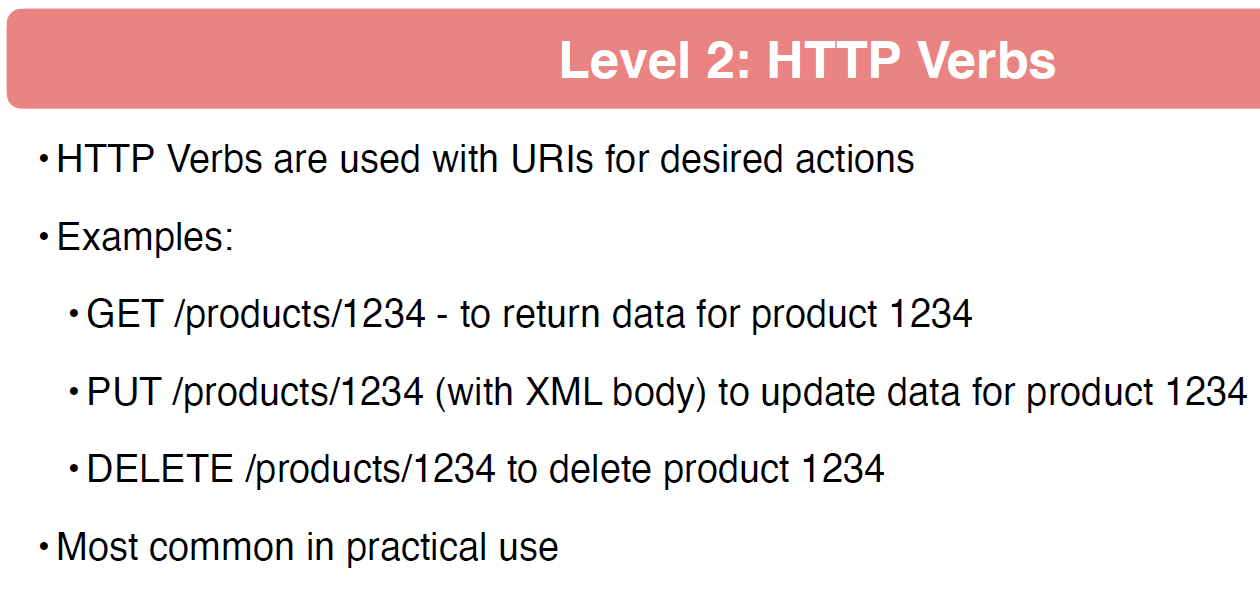 Level 2: HTTP Verbs
• HTTP Verbs are used with URIs for desired actions
• Examples:
• GET /products/1234 - to return data for product 1234
• PUT /products/1234 (with XML body) to update data for product 1234
• DELETE /products/1234 to delete product 1234
• Most common in practical use